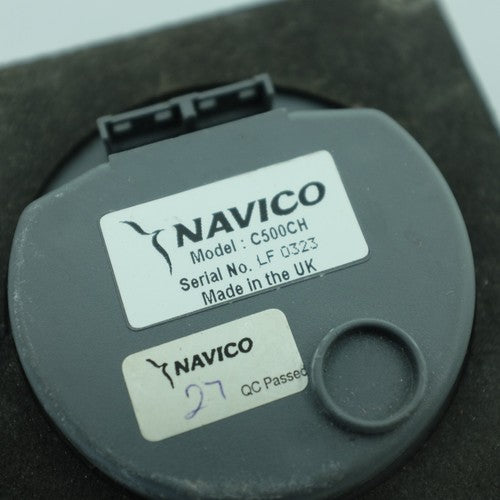 NAVICO
Model : C500CH
Serial No. LF 0323
Made in the UK
NAVICO
27 QC Passed